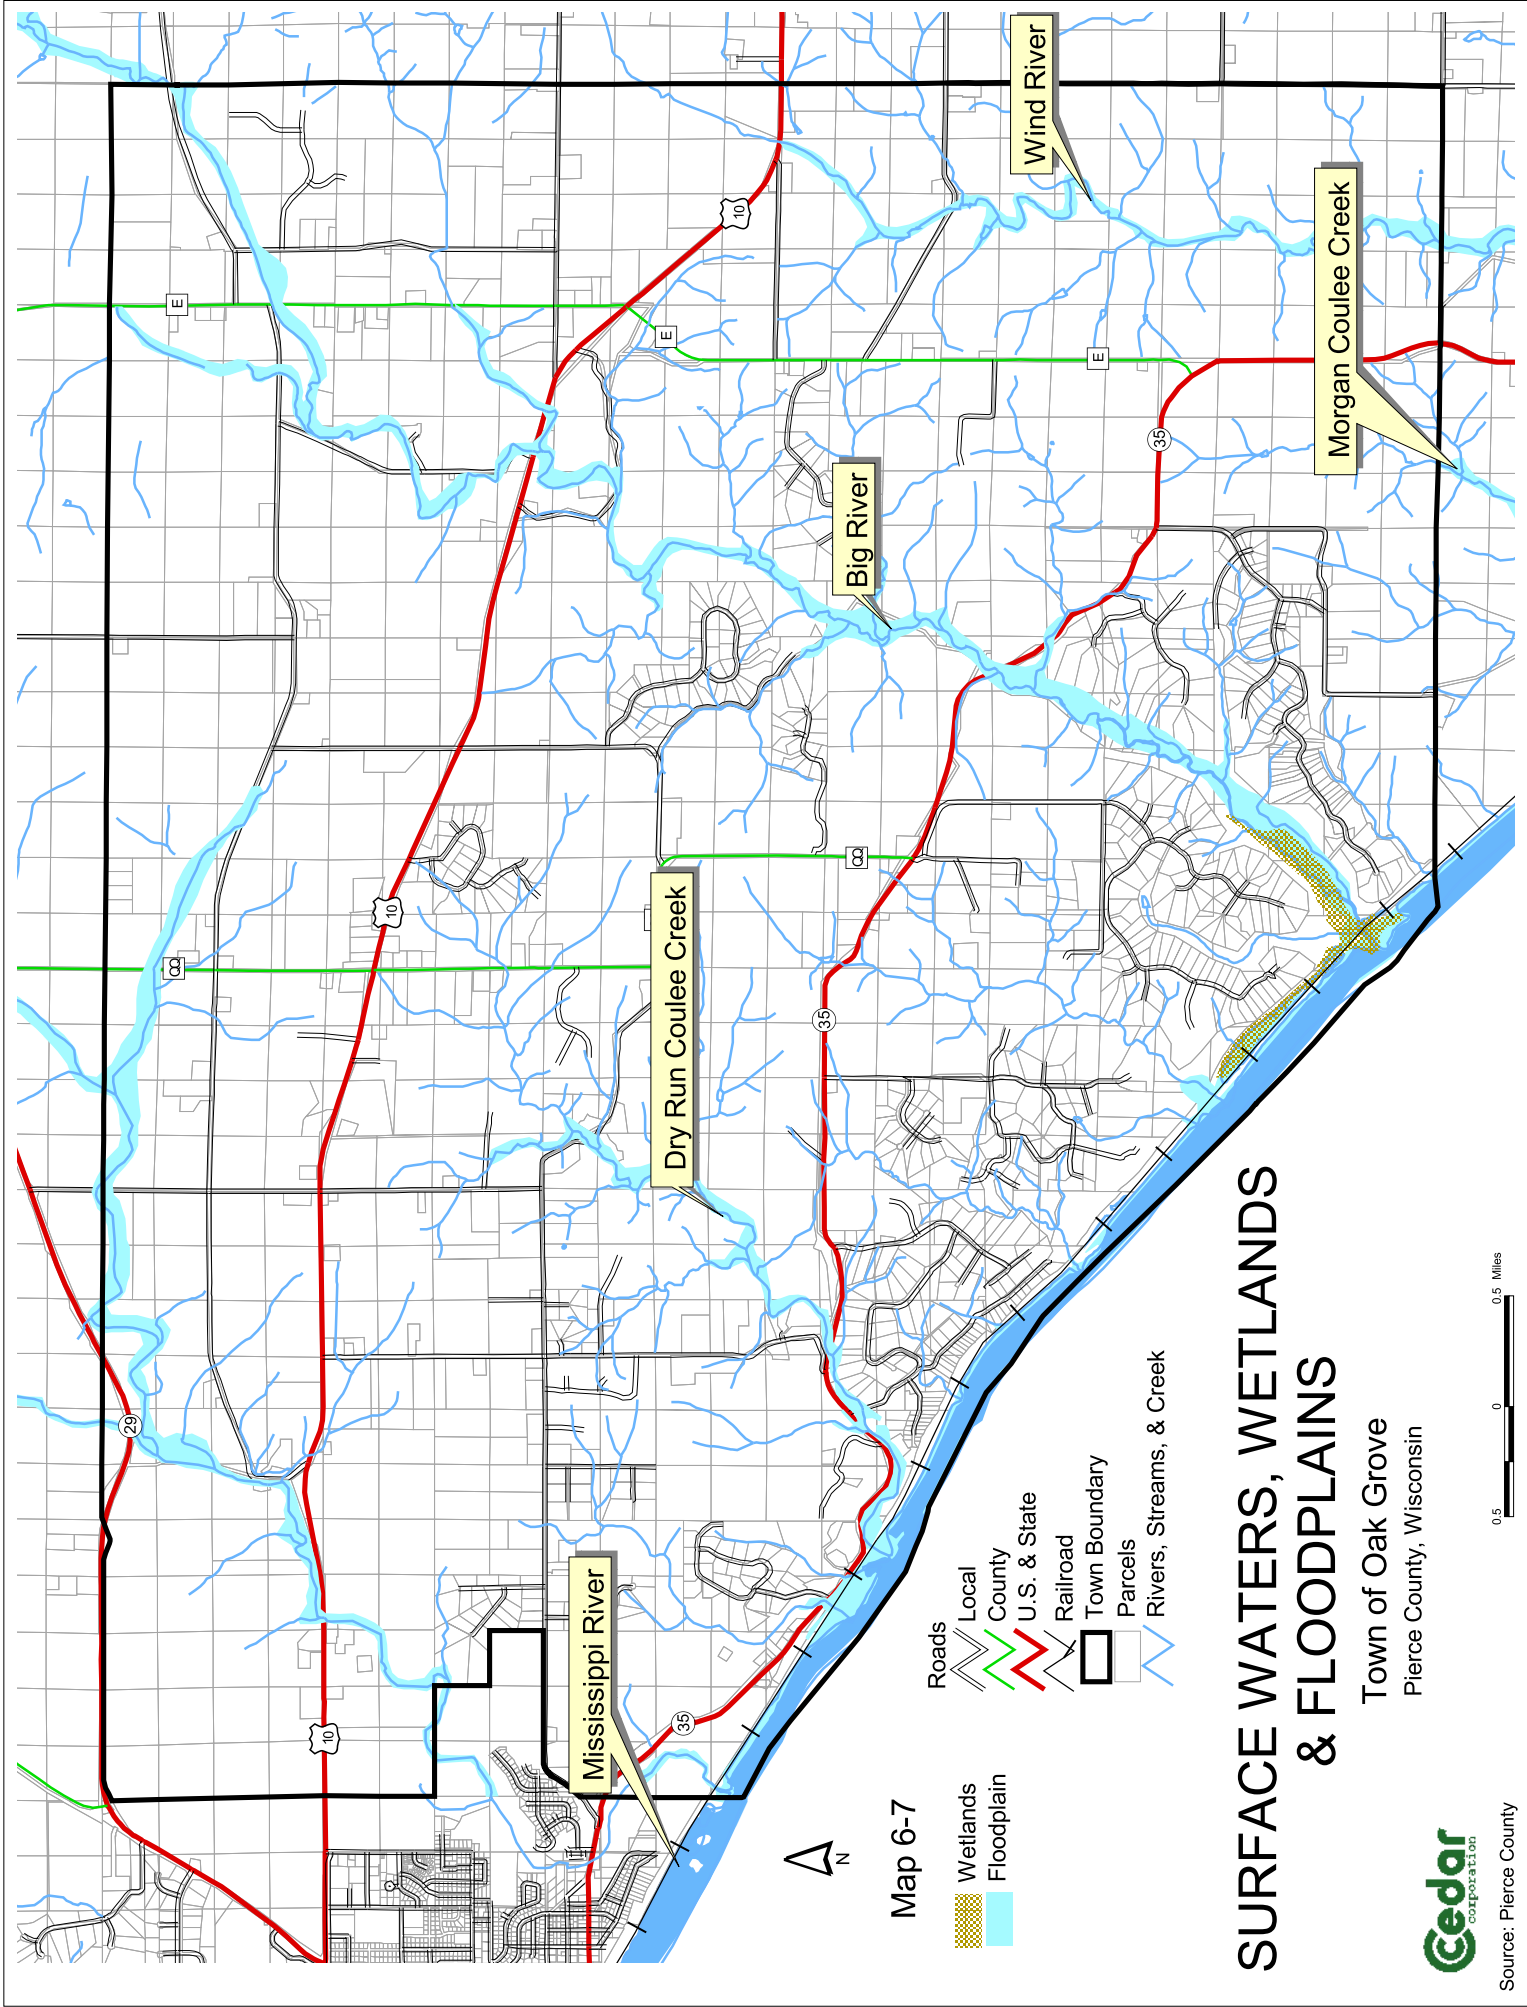 Wind River
Morgan Coulee Creek
Big River
Dry Run Coulee Creek
Mississippi River
E
E
E
10
10
10
QQ
QQ
29
35
35
35
N
Map 6-7
Wetlands
Floodplain
Roads
Local
County
U.S. & State
Railroad
Town Boundary
Parcels
Rivers, Streams, & Creek
SURFACE WATERS, WETLANDS
& FLOODPLAINS
Town of Oak Grove
Pierce County, Wisconsin
0.5 0 0.5 Miles
Cedar
corporation
Source: Pierce County